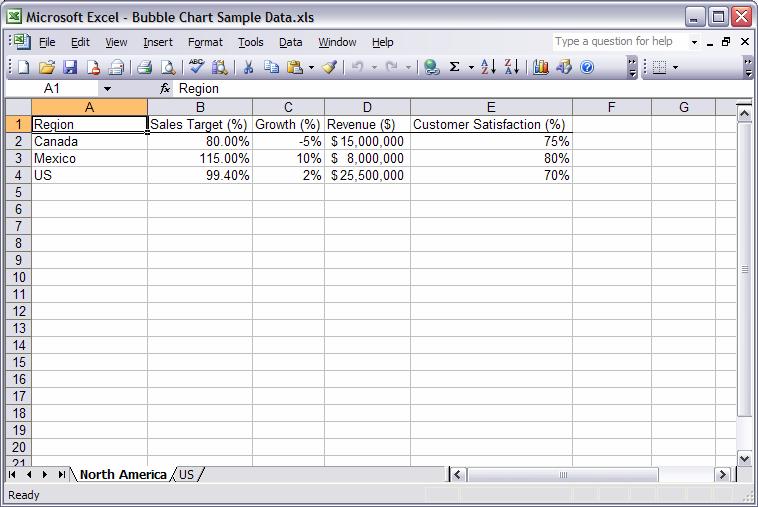 Microsoft Excel - Bubble Chart Sample Data.xls
File Edit View Insert Format Tools Data Window Help Type a question for help
A1 fx Region
A B C D E F G
1 Region Sales Target (%) Growth (%) Revenue ($) Customer Satisfaction (%)
2 Canada 80.00% -5% $15,000,000 75%
3 Mexico 115.00% 10% $ 8,000,000 80%
4 US 99.40% 2% $25,500,000 70%
5
6
7
8
9
10
11
12
13
14
15
16
17
18
19
20
21
North America US
Ready